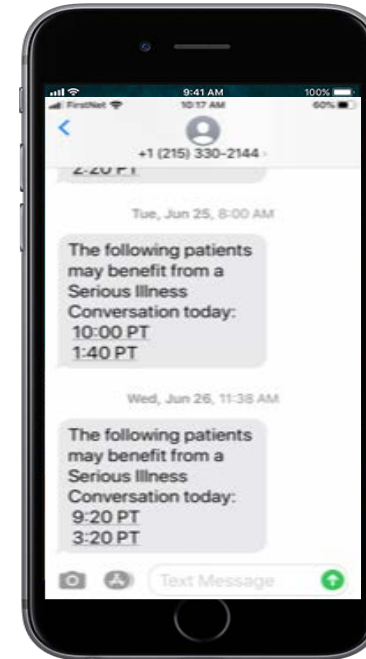 9:41 AM 100%
FirstNet 10:17 AM 60%
+1 (215) 330-2144
2:20 PT
Tue, Jun 25, 8:00 AM
The following patients
may benefit from a
Serious Illness
Conversation today:
10:00 PT
1:40 PT
Wed, Jun 26, 11:38 AM
The following patients
may benefit from a
Serious Illness
Conversation today:
9:20 PT
3:20 PT
Text Message